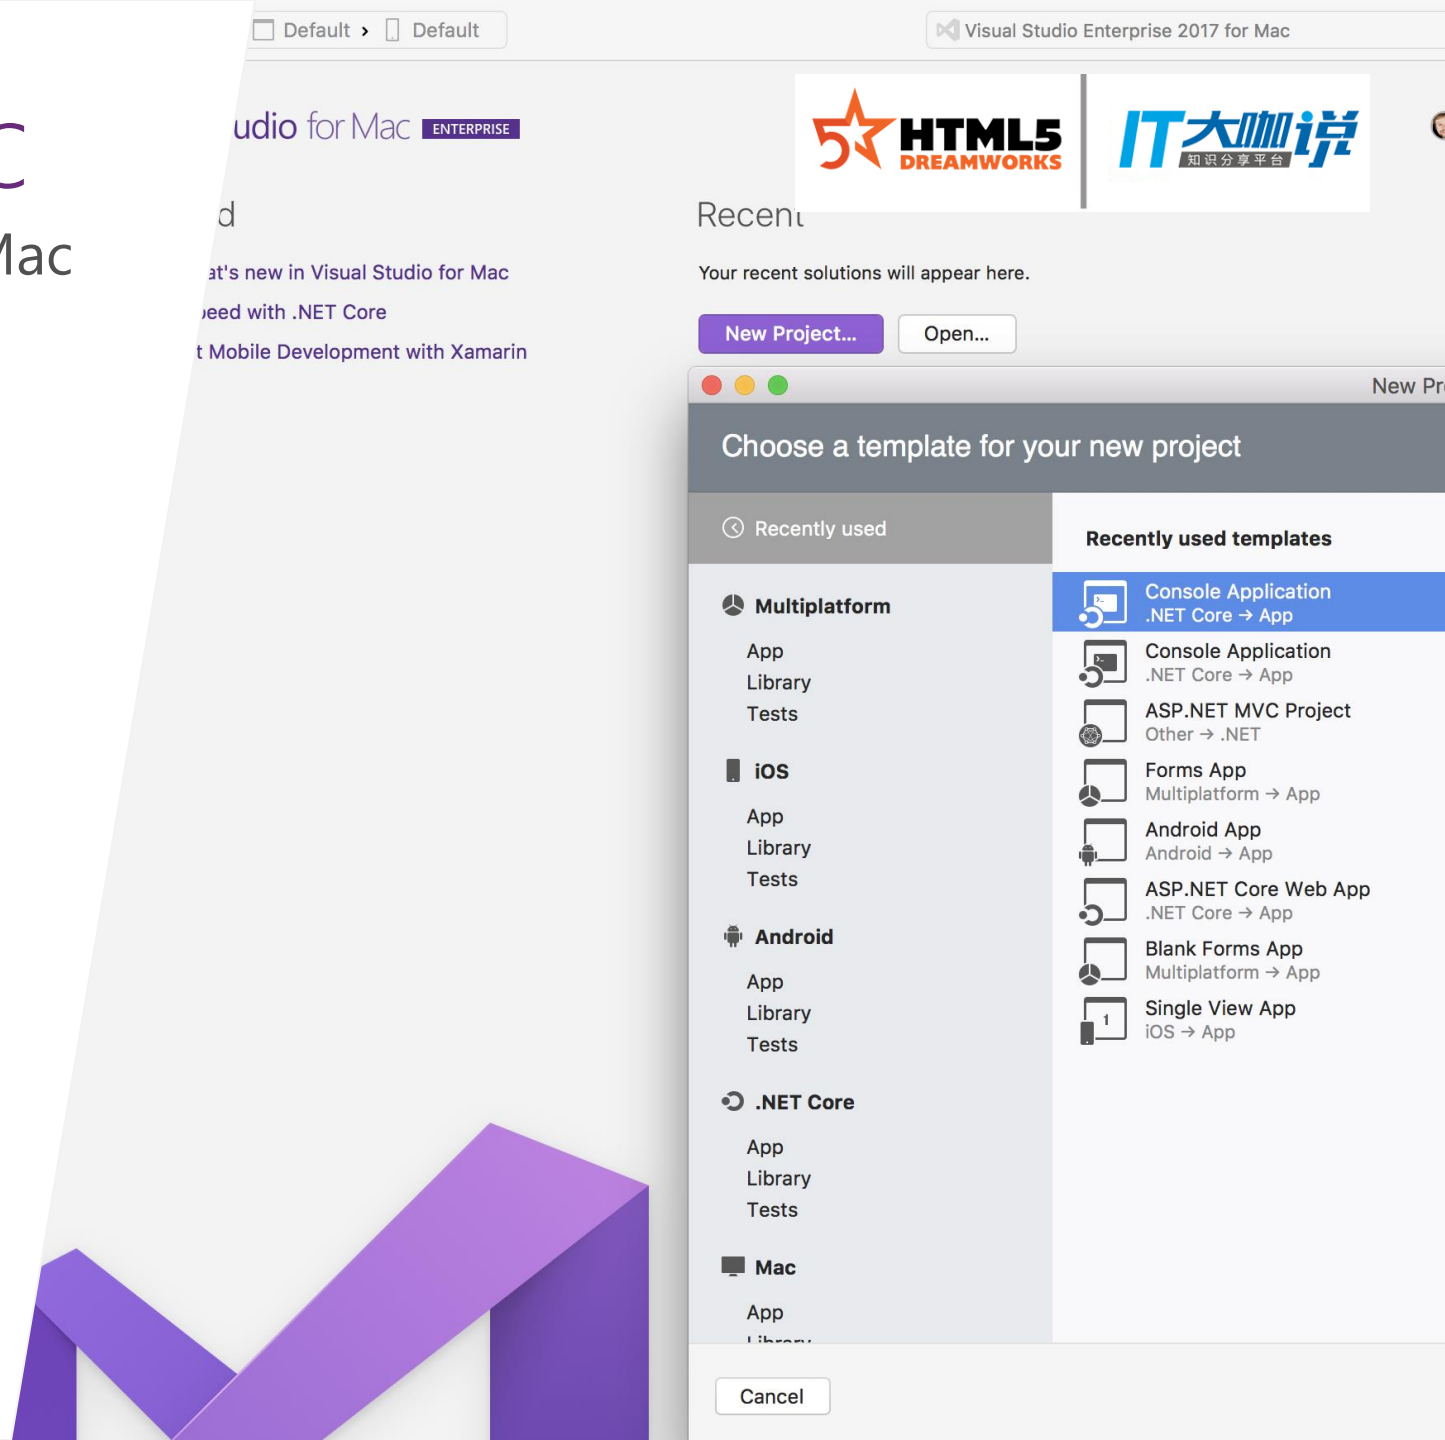 Default › Default
Visual Studio Enterprise 2017 for Mac
udio for Mac ENTERPRISE
HTML5
DREAMWORKS
IT大咖说
知识分享平台
C
Mac
d
at's new in Visual Studio for Mac
eed with .NET Core
t Mobile Development with Xamarin
Recent
Your recent solutions will appear here.
New Project...
Open...
New Pr
Choose a template for your new project
Recently used
Multiplatform
App
Library
Tests
iOS
App
Library
Tests
Android
App
Library
Tests
.NET Core
App
Library
Tests
Mac
App
Library
Recently used templates
Console Application
.NET Core → App
Console Application
.NET Core → App
ASP.NET MVC Project
Other → .NET
Forms App
Multiplatform → App
Android App
Android → App
ASP.NET Core Web App
.NET Core → App
Blank Forms App
Multiplatform → App
1
Single View App
iOS → App
Cancel